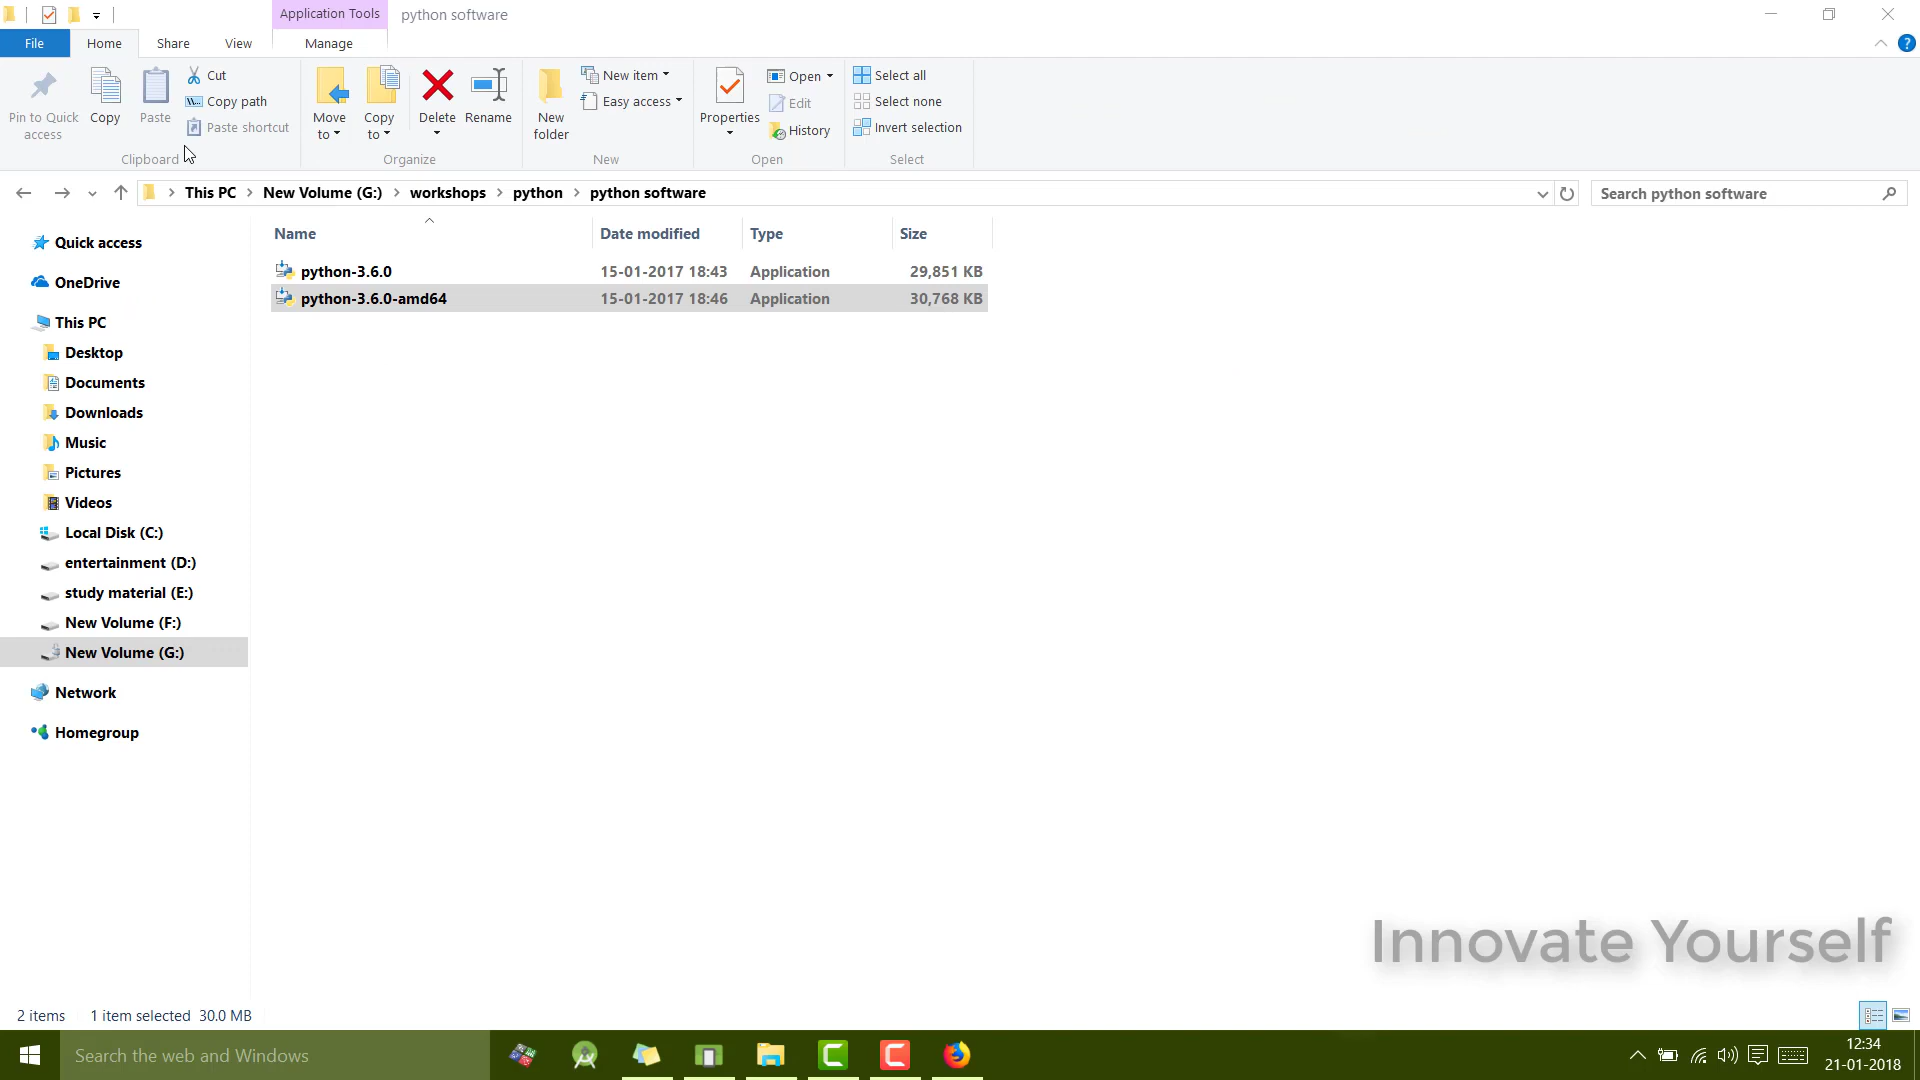 Application Tools python software
File Home Share View Manage
Pin to Quick access
Copy
Paste
Cut
Copy path
Paste shortcut
Clipboard
Move to
Copy to
Delete
Rename
Organize
New folder
New item
Easy access
New
Properties
Open
Edit
History
Open
Select all
Select none
Invert selection
Select
This PC New Volume (G:) workshops python python software
Search python software
Name Date modified Type Size
python-3.6.0 15-01-2017 18:43 Application 29,851 KB
python-3.6.0-amd64 15-01-2017 18:46 Application 30,768 KB
Quick access
OneDrive
This PC
Desktop
Documents
Downloads
Music
Pictures
Videos
Local Disk (C:)
entertainment (D:)
study material (E:)
New Volume (F:)
New Volume (G:)
Network
Homegroup
Innovate Yourself
2 items 1 item selected 30.0 MB
Search the web and Windows
12:34
21-01-2018